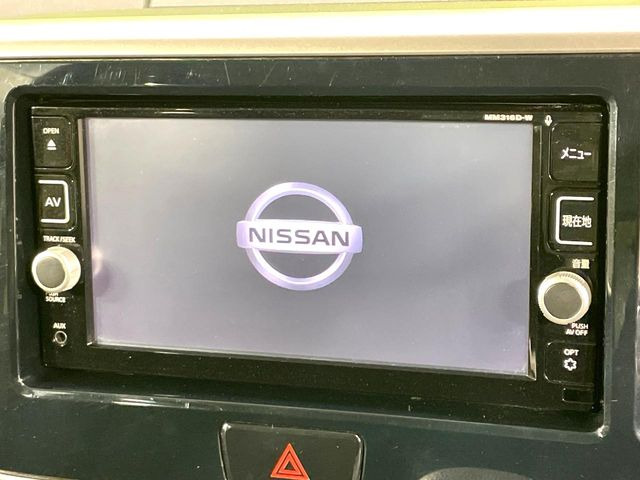 MM316D-W
OPEN
AV
TRACK/SEEK
PUSH
SOURCE
AUX
NISSAN
メニュー
現在地
音量
PUSH
AV OFF
OPT